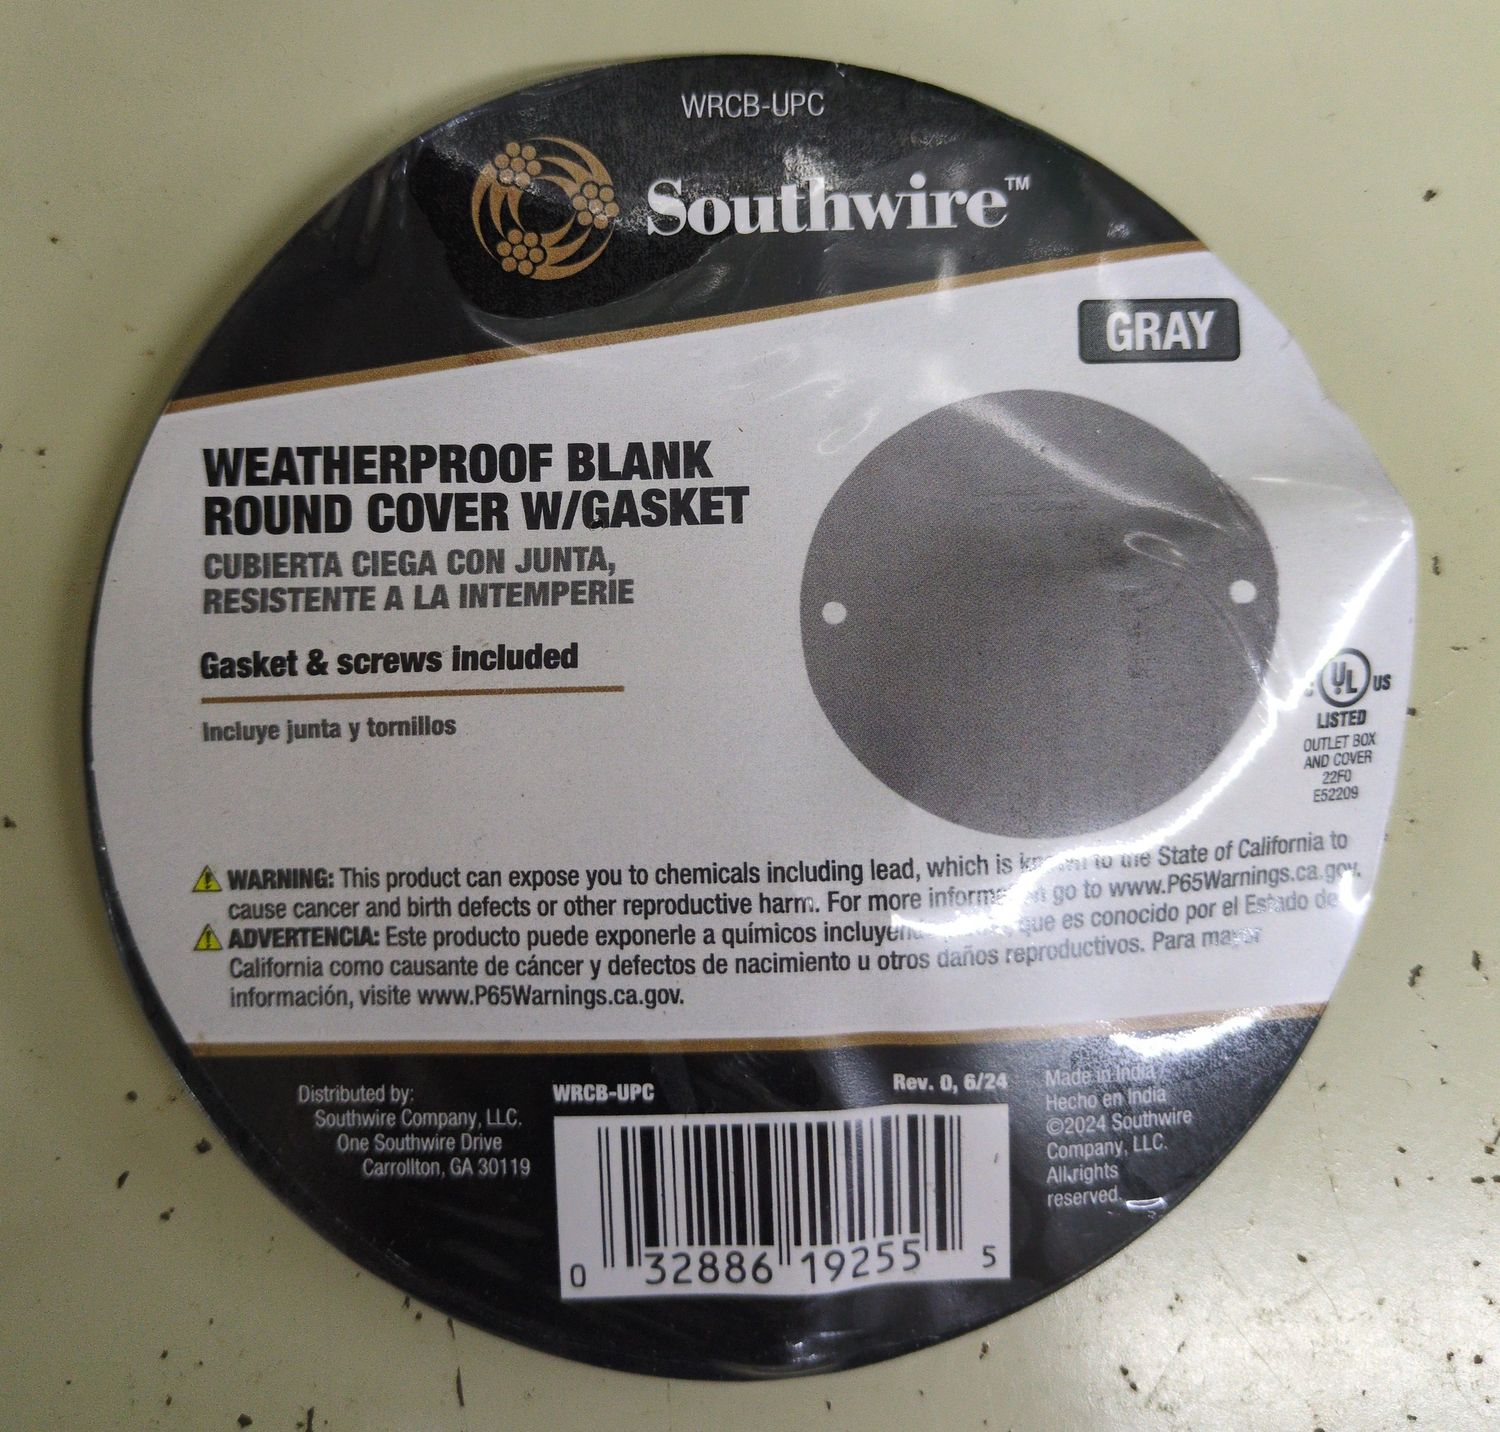 WRCB-UPC
Southwire™
GRAY
WEATHERPROOF BLANK
ROUND COVER W/GASKET
CUBIERTA CIEGA CON JUNTA,
RESISTENTE A LA INTEMPERIE
Gasket & screws included
Incluye junta y tornillos
UL US
LISTED
OUTLET BOX
AND COVER
22F0
E52209
WARNING: This product can expose you to chemicals including lead, which is to the State of California to
cause cancer and birth defects or other reproductive harm. For more go to www.P65Warnings.ca.gov.
ADVERTENCIA: Este producto puede exponerle a químicos que es conocido por el Estado de
California como causante de cáncer y defectos de nacimiento u otros daños reproductivos. Para
información, visite www.P65Warnings.ca.gov.
Distributed by:
Southwire Company, LLC.
One Southwire Drive
Carrollton, GA 30119
WRCB-UPC
Rev. 0, 6/24
0 32886 19255 5
Made in India
Hecho en India
©2024 Southwire
Company, LLC.
All rights
reserved.